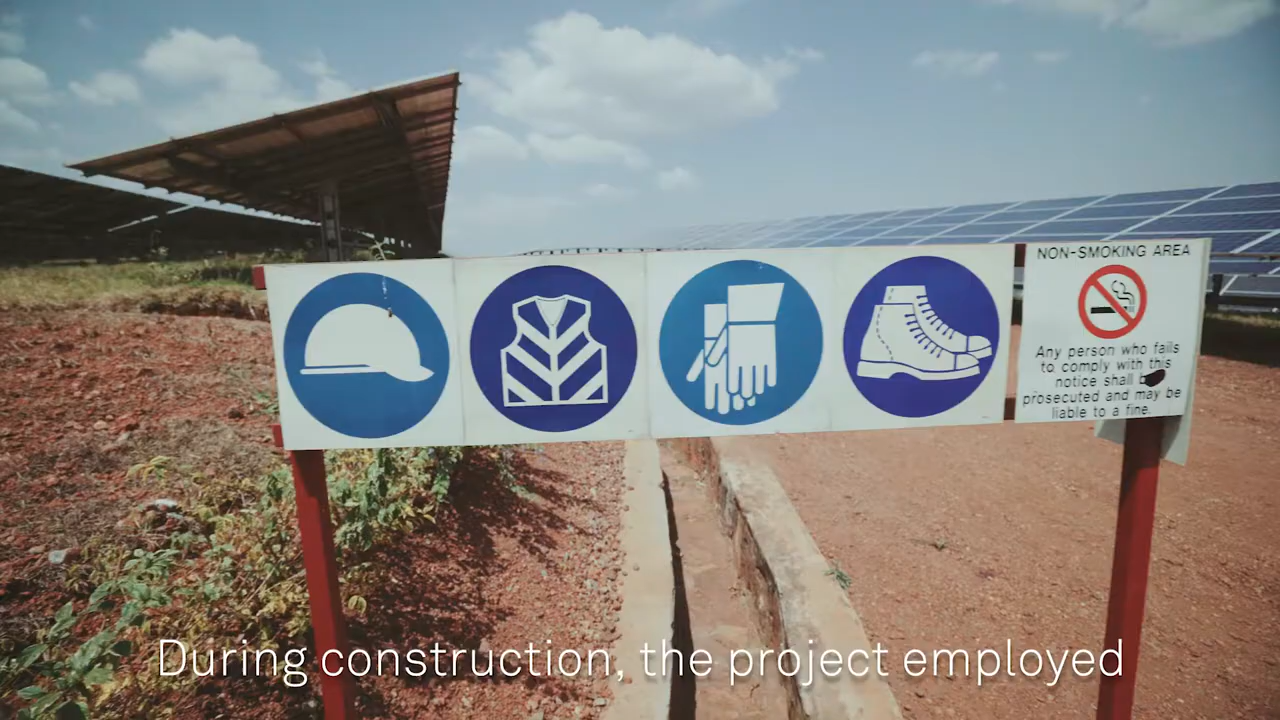 NON-SMOKING AREA
Any person who fails
to comply with this
notice shall
prosecuted and may be
liable to a fine.
During construction, the project employed